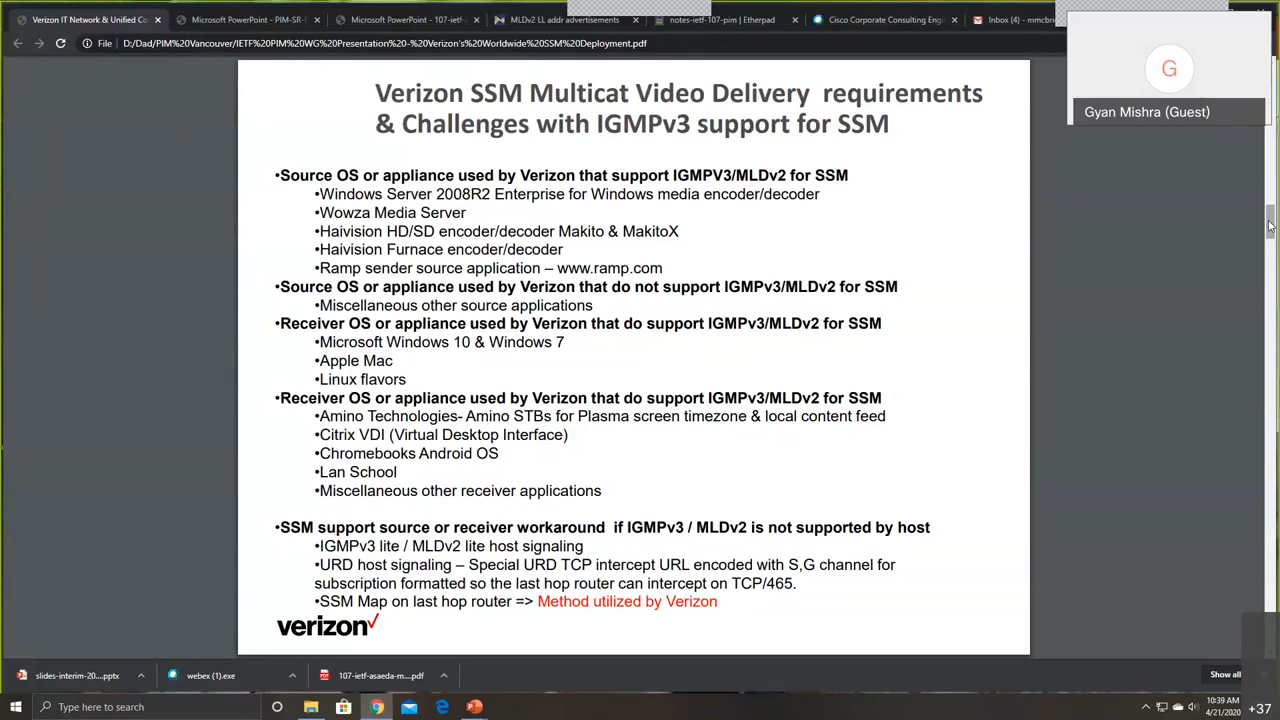 Verizon IT Network & Unified Co
Microsoft PowerPoint - PIM-SR-I
Microsoft PowerPoint - 107-ietf-
MLDv2 LL addr advertisements
notes-ietf-107-pim | Etherpad
Cisco Corporate Consulting Eng
Inbox (4) - mmcbri
File
D:/Dad/PIM%20Vancouver/IETF%20PIM%20WG%20Presentation%20-%20Verizon's%20Worldwide%20SSM%20Deployment.pdf
G
Gyan Mishra (Guest)
Verizon SSM Multicat Video Delivery requirements
& Challenges with IGMPv3 support for SSM
•Source OS or appliance used by Verizon that support IGMPV3/MLDv2 for SSM
•Windows Server 2008R2 Enterprise for Windows media encoder/decoder
•Wowza Media Server
•Haivision HD/SD encoder/decoder Makito & MakitoX
•Haivision Furnace encoder/decoder
•Ramp sender source application – www.ramp.com
•Source OS or appliance used by Verizon that do not support IGMPv3/MLDv2 for SSM
•Miscellaneous other source applications
•Receiver OS or appliance used by Verizon that do support IGMPv3/MLDv2 for SSM
•Microsoft Windows 10 & Windows 7
•Apple Mac
•Linux flavors
•Receiver OS or appliance used by Verizon that do support IGMPv3/MLDv2 for SSM
•Amino Technologies- Amino STBs for Plasma screen timezone & local content feed
•Citrix VDI (Virtual Desktop Interface)
•Chromebooks Android OS
•Lan School
•Miscellaneous other receiver applications
•SSM support source or receiver workaround if IGMPv3 / MLDv2 is not supported by host
•IGMPv3 lite / MLDv2 lite host signaling
•URD host signaling – Special URD TCP intercept URL encoded with S,G channel for
subscription formatted so the last hop router can intercept on TCP/465.
•SSM Map on last hop router => Method utilized by Verizon
verizon✓
slides-interim-20....pptx
webex (1).exe
107-ietf-asaeda-m....pdf
Show all
Type here to search
10:39 AM
4/21/2020
+37